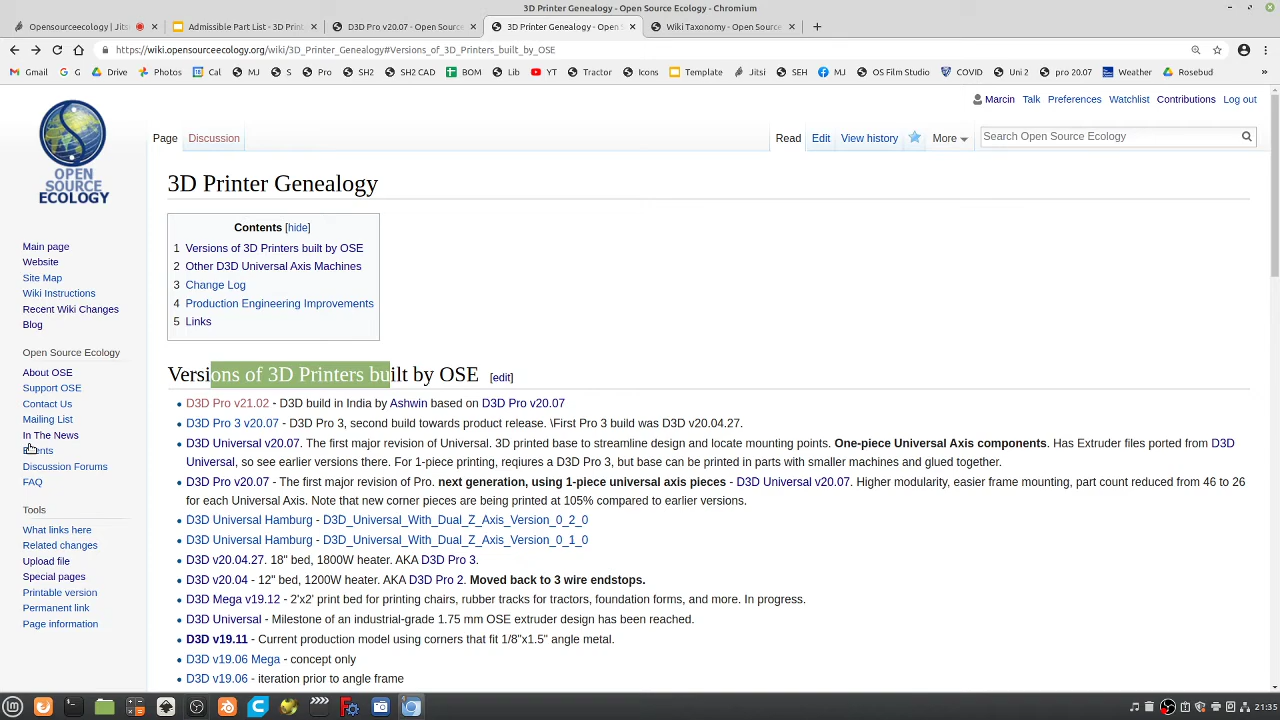 3D Printer Genealogy - Open Source Ecology - Chromium
Opensourceecology | Jits
Admissible Part List - 3D Print
D3D Pro v20.07 - Open Source
3D Printer Genealogy - Open S
Wiki Taxonomy - Open Source
https://wiki.opensourceecology.org/wiki/3D_Printer_Genealogy#Versions_of_3D_Printers_built_by_OSE
Gmail G Drive Photos Cal MJ S Pro SH2 SH2 CAD BOM Lib YT Tractor Icons Template Jitsi SEH MJ OS Film Studio COVID Uni 2 pro 20.07 Weather Rosebud
Marcin Talk Preferences Watchlist Contributions Log out
Page Discussion Read Edit View history More Search Open Source Ecology
OPEN
SOURCE
ECOLOGY
Main page
Website
Site Map
Wiki Instructions
Recent Wiki Changes
Blog
Open Source Ecology
About OSE
Support OSE
Contact Us
Mailing List
In The News
Discussion Forums
FAQ
Tools
What links here
Related changes
Upload file
Special pages
Printable version
Permanent link
Page information
3D Printer Genealogy
Contents [hide]
1 Versions of 3D Printers built by OSE
2 Other D3D Universal Axis Machines
3 Change Log
4 Production Engineering Improvements
5 Links
Versions of 3D Printers built by OSE [edit]
D3D Pro v21.02 - D3D build in India by Ashwin based on D3D Pro v20.07
D3D Pro 3 v20.07 - D3D Pro 3, second build towards product release. \First Pro 3 build was D3D v20.04.27.
D3D Universal v20.07. The first major revision of Universal. 3D printed base to streamline design and locate mounting points. One-piece Universal Axis components. Has Extruder files ported from D3D
Universal, so see earlier versions there. For 1-piece printing, reqiures a D3D Pro 3, but base can be printed in parts with smaller machines and glued together.
D3D Pro v20.07 - The first major revision of Pro. next generation, using 1-piece universal axis pieces - D3D Universal v20.07. Higher modularity, easier frame mounting, part count reduced from 46 to 26
for each Universal Axis. Note that new corner pieces are being printed at 105% compared to earlier versions.
D3D Universal Hamburg - D3D_Universal_With_Dual_Z_Axis_Version_0_2_0
D3D Universal Hamburg - D3D_Universal_With_Dual_Z_Axis_Version_0_1_0
D3D v20.04.27. 18" bed, 1800W heater. AKA D3D Pro 3.
D3D v20.04 - 12" bed, 1200W heater. AKA D3D Pro 2. Moved back to 3 wire endstops.
D3D Mega v19.12 - 2'x2' print bed for printing chairs, rubber tracks for tractors, foundation forms, and more. In progress.
D3D Universal - Milestone of an industrial-grade 1.75 mm OSE extruder design has been reached.
D3D v19.11 - Current production model using corners that fit 1/8"x1.5" angle metal.
D3D v19.06 Mega - concept only
D3D v19.06 - iteration prior to angle frame
21:35